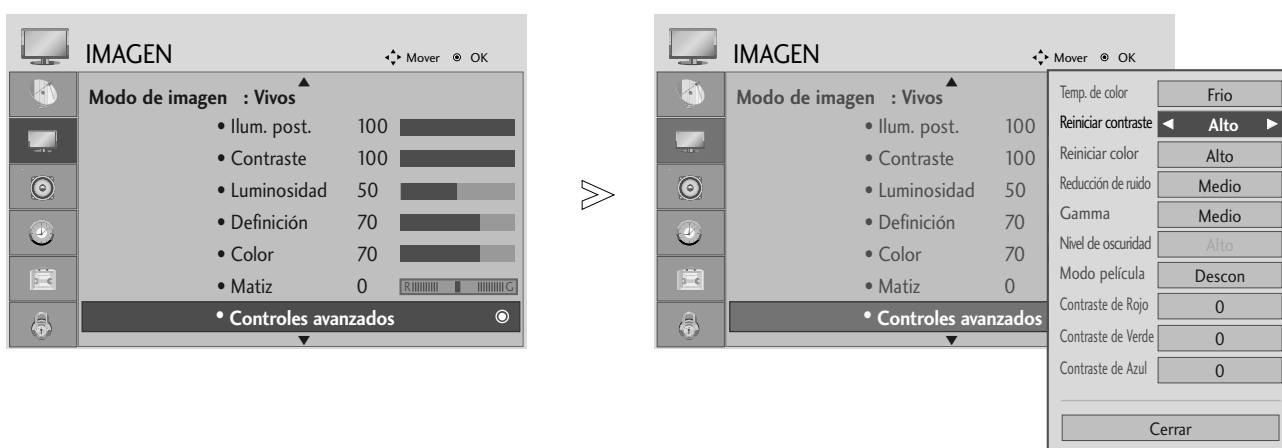 IMAGEN
Mover
OK
Modo de imagen : Vivos
• Ilum. post. 100
• Contraste 100
• Luminosidad 50
• Definición 70
• Color 70
• Matiz 0
R G
• Controles avanzados
>
IMAGEN
Mover
OK
Modo de imagen : Vivos
• Ilum. post. 100
• Contraste 100
• Luminosidad 50
• Definición 70
• Color 70
• Matiz 0
• Controles avanzados
Temp. de color Frio
Reiniciar contraste Alto
Reiniciar color Alto
Reducción de ruido Medio
Gamma Medio
Nivel de oscuridad Alto
Modo película Descon
Contraste de Rojo 0
Contraste de Verde 0
Contraste de Azul 0
Cerrar